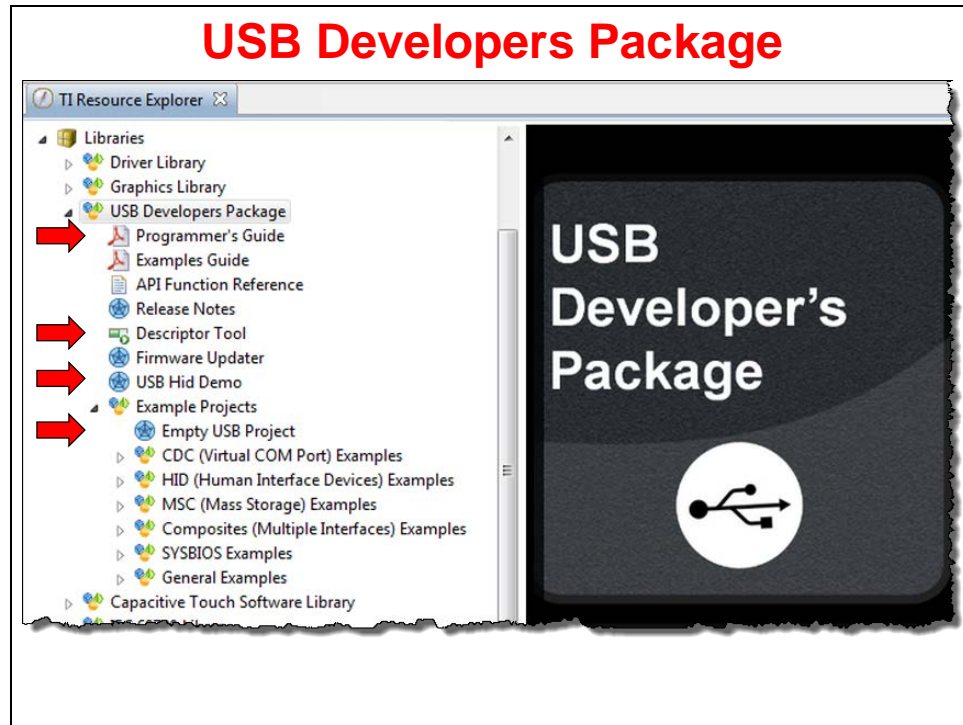 USB Developers Package
TI Resource Explorer
Libraries
Driver Library
Graphics Library
USB Developers Package
Programmer's Guide
Examples Guide
API Function Reference
Release Notes
Descriptor Tool
Firmware Updater
USB Hid Demo
Example Projects
Empty USB Project
CDC (Virtual COM Port) Examples
HID (Human Interface Devices) Examples
MSC (Mass Storage) Examples
Composites (Multiple Interfaces) Examples
SYSBIOS Examples
General Examples
Capacitive Touch Software Library
USB
Developer's
Package